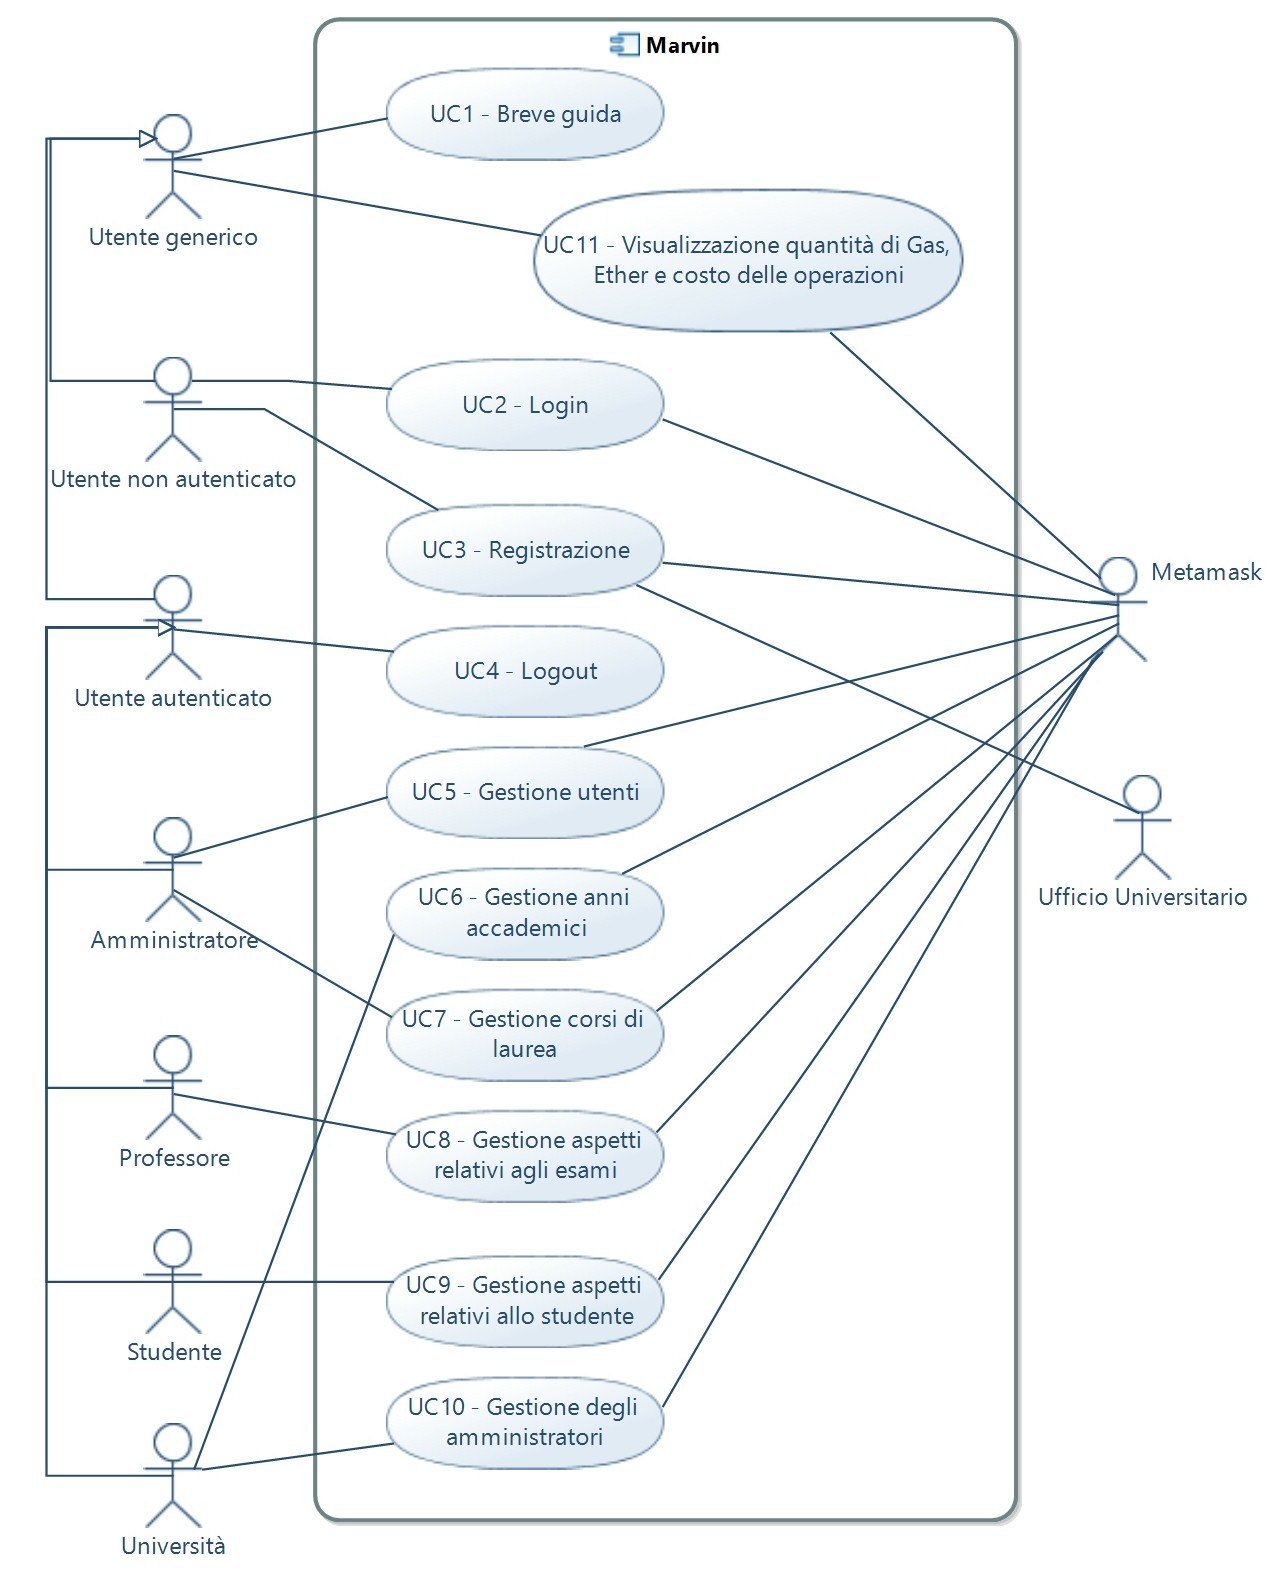 Marvin
UC1 - Breve guida
Utente generico
UC11 - Visualizzazione quantità di Gas,
Ether e costo delle operazioni
UC2 - Login
Utente non autenticato
UC3 - Registrazione
Metamask
UC4 - Logout
Utente autenticato
UC5 - Gestione utenti
Ufficio Universitario
UC6 - Gestione anni
accademici
Amministratore
UC7 - Gestione corsi di
laurea
UC8 - Gestione aspetti
relativi agli esami
Professore
UC9 - Gestione aspetti
relativi allo studente
Studente
UC10 - Gestione degli
amministratori
Università